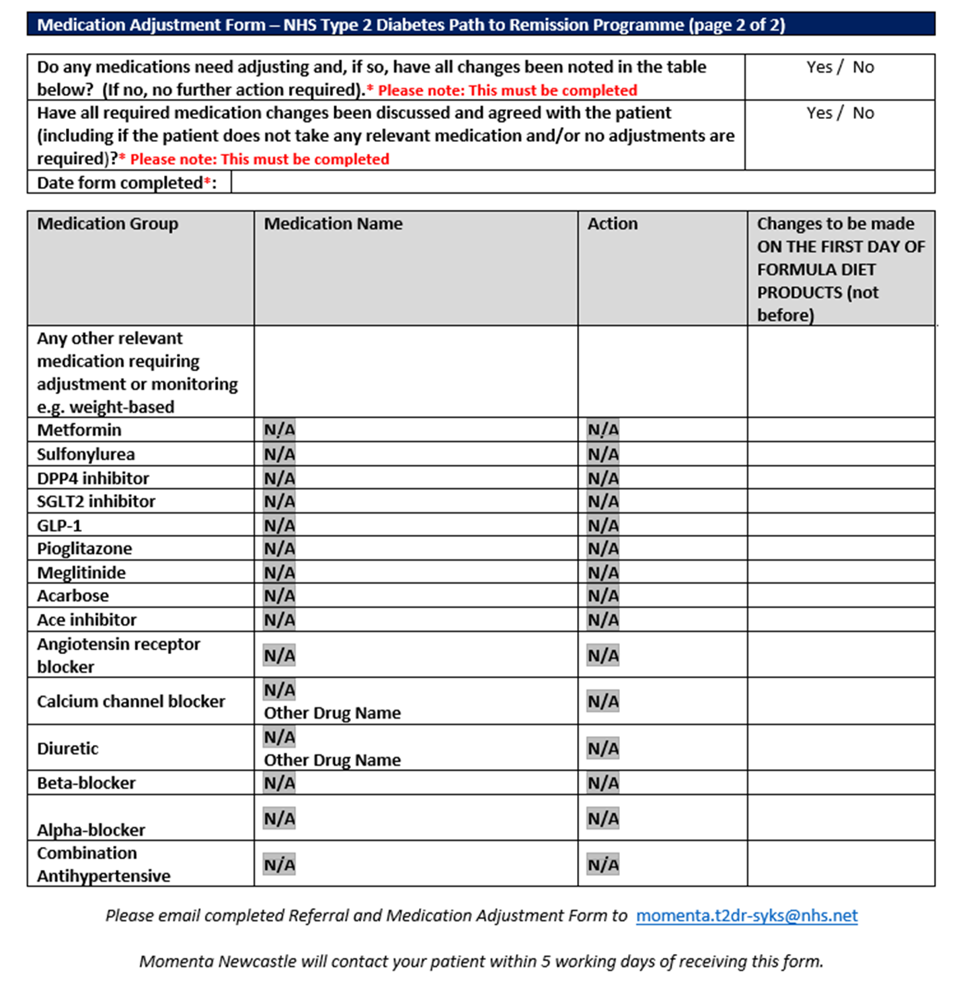 Medication Adjustment Form – NHS Type 2 Diabetes Path to Remission Programme (page 2 of 2)
Do any medications need adjusting and, if so, have all changes been noted in the table
below?  (If no, no further action required).* Please note: This must be completed
Yes /  No
Have all required medication changes been discussed and agreed with the patient
(including if the patient does not take any relevant medication and/or no adjustments are
required)?* Please note: This must be completed
Yes /  No
Date form completed*:
Medication Group
Medication Name
Action
Changes to be made
ON THE FIRST DAY OF
FORMULA DIET
PRODUCTS (not
before)
Any other relevant
medication requiring
adjustment or monitoring
e.g. weight-based
Metformin N/A N/A
Sulfonylurea N/A N/A
DPP4 inhibitor N/A N/A
SGLT2 inhibitor N/A N/A
GLP-1 N/A N/A
Pioglitazone N/A N/A
Meglitinide N/A N/A
Acarbose N/A N/A
Ace inhibitor N/A N/A
Angiotensin receptor
blocker
N/A N/A
Calcium channel blocker
N/A
Other Drug Name
N/A
Diuretic
N/A
Other Drug Name
N/A
Beta-blocker N/A N/A
Alpha-blocker N/A N/A
Combination
Antihypertensive
N/A N/A
Please email completed Referral and Medication Adjustment Form to  momenta.t2dr-syks@nhs.net
Momenta Newcastle will contact your patient within 5 working days of receiving this form.